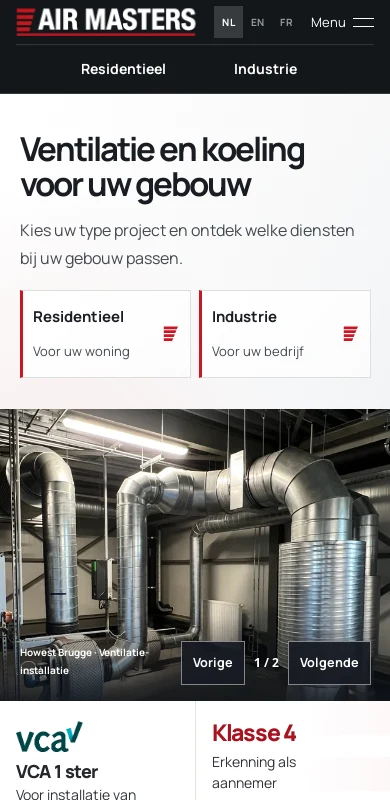 AIR MASTERS
NL EN FR Menu
Residentieel Industrie
Ventilatie en koeling
voor uw gebouw
Kies uw type project en ontdek welke diensten
bij uw gebouw passen.
Residentieel
Voor uw woning
Industrie
Voor uw bedrijf
Howest Brugge · Ventilatie-
installatie
Vorige 1 / 2 Volgende
vca
VCA 1 ster
Voor installatie van
Klasse 4
Erkenning als
aannemer